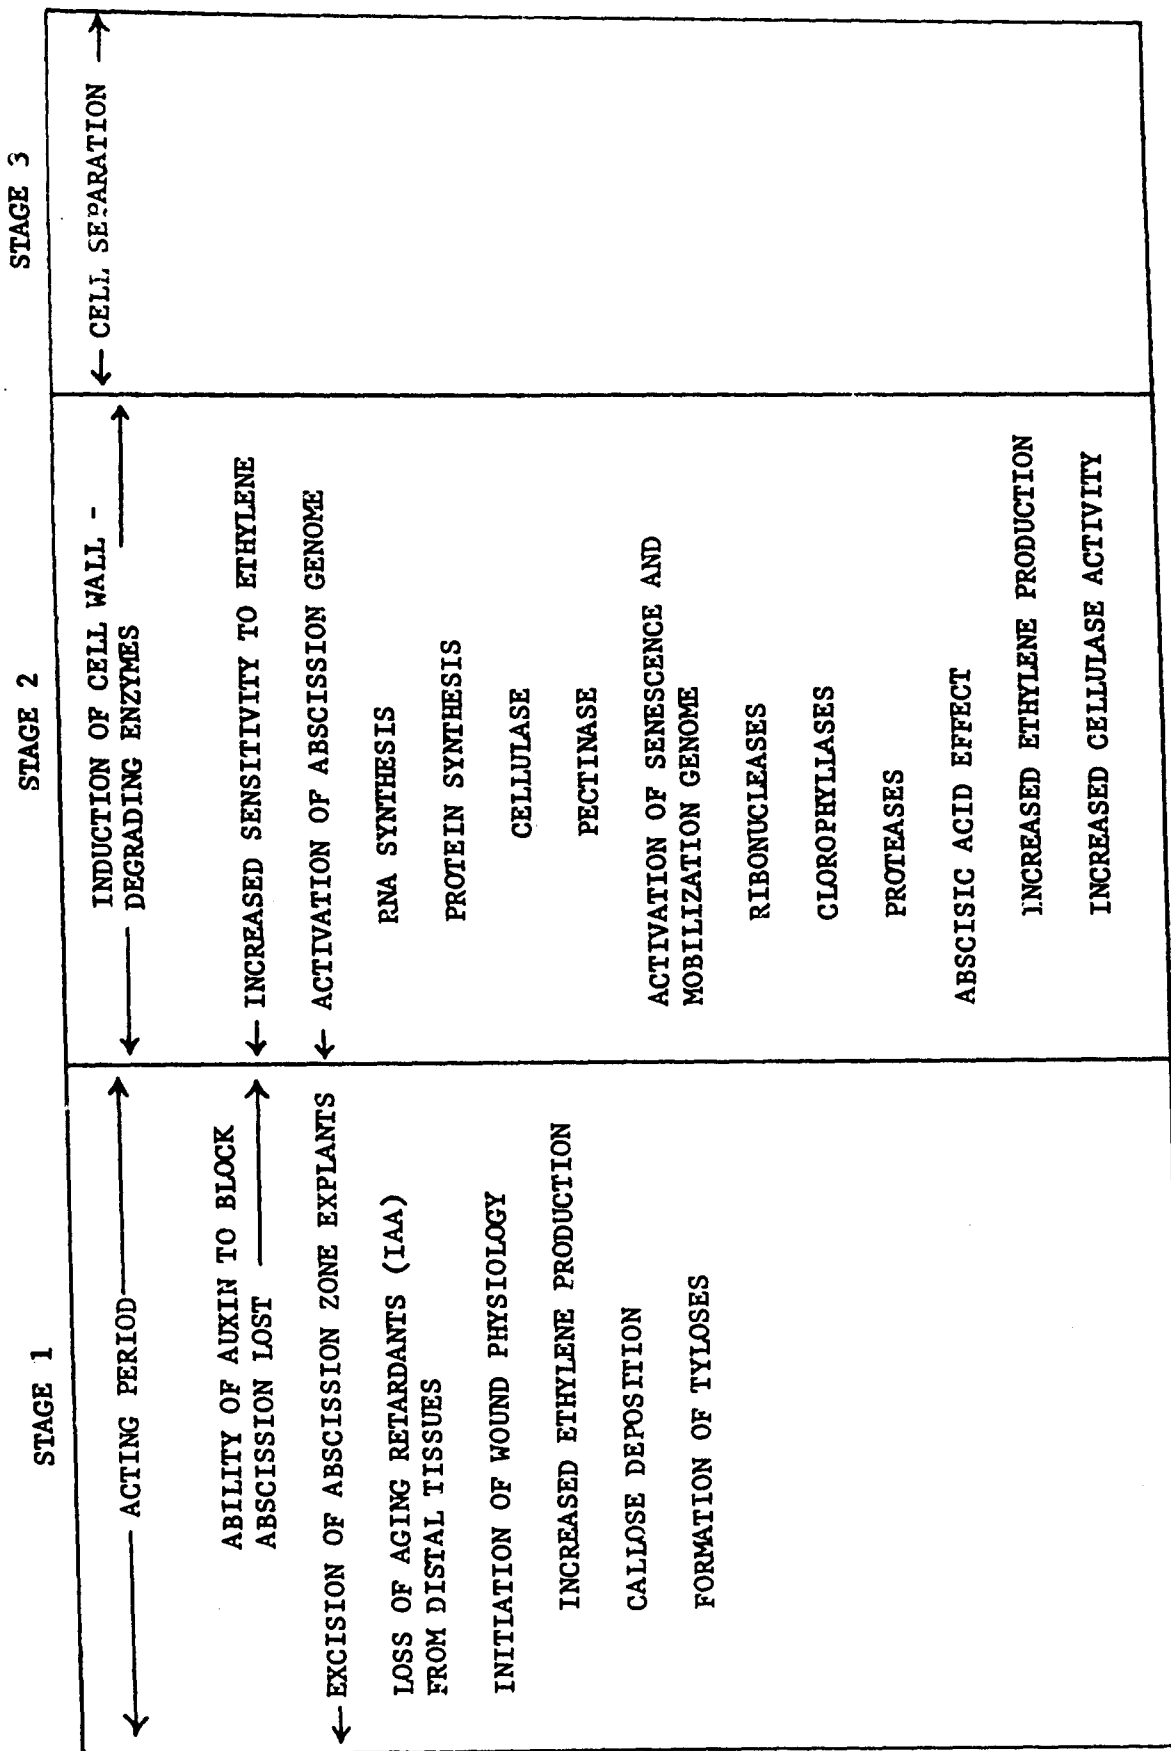 STAGE 1
← ACTING PERIOD →
ABILITY OF AUXIN TO BLOCK
ABSCISSION LOST →
← EXCISION OF ABSCISSION ZONE EXPLANTS
LOSS OF AGING RETARDANTS (IAA)
FROM DISTAL TISSUES
INITIATION OF WOUND PHYSIOLOGY
INCREASED ETHYLENE PRODUCTION
CALLOSE DEPOSITION
FORMATION OF TYLOSES
STAGE 2
INDUCTION OF CELL WALL -
← DEGRADING ENZYMES →
← INCREASED SENSITIVITY TO ETHYLENE
← ACTIVATION OF ABSCISSION GENOME
RNA SYNTHESIS
PROTEIN SYNTHESIS
CELLULASE
PECTINASE
ACTIVATION OF SENESCENCE AND
MOBILIZATION GENOME
RIBONUCLEASES
CLOROPHYLLASES
PROTEASES
ABSCISIC ACID EFFECT
INCREASED ETHYLENE PRODUCTION
INCREASED CELLULASE ACTIVITY
STAGE 3
← CELL SEPARATION →